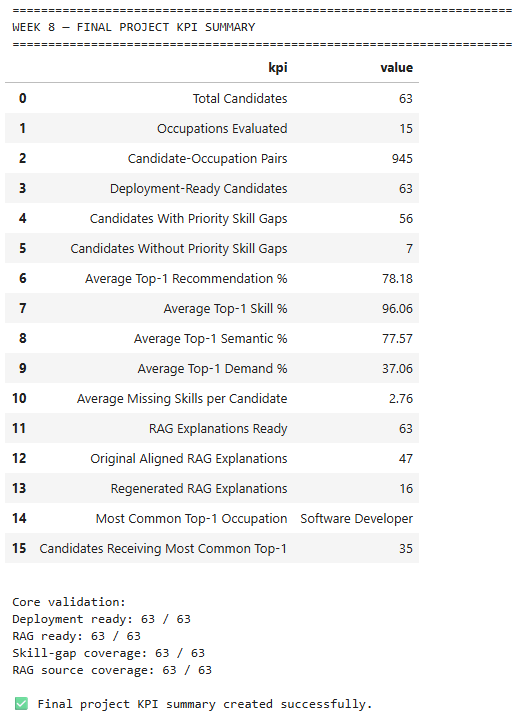 ================================================================
WEEK 8 — FINAL PROJECT KPI SUMMARY
================================================================
kpi value
0 Total Candidates 63
1 Occupations Evaluated 15
2 Candidate-Occupation Pairs 945
3 Deployment-Ready Candidates 63
4 Candidates With Priority Skill Gaps 56
5 Candidates Without Priority Skill Gaps 7
6 Average Top-1 Recommendation % 78.18
7 Average Top-1 Skill % 96.06
8 Average Top-1 Semantic % 77.57
9 Average Top-1 Demand % 37.06
10 Average Missing Skills per Candidate 2.76
11 RAG Explanations Ready 63
12 Original Aligned RAG Explanations 47
13 Regenerated RAG Explanations 16
14 Most Common Top-1 Occupation Software Developer
15 Candidates Receiving Most Common Top-1 35
Core validation:
Deployment ready: 63 / 63
RAG ready: 63 / 63
Skill-gap coverage: 63 / 63
RAG source coverage: 63 / 63
✅ Final project KPI summary created successfully.